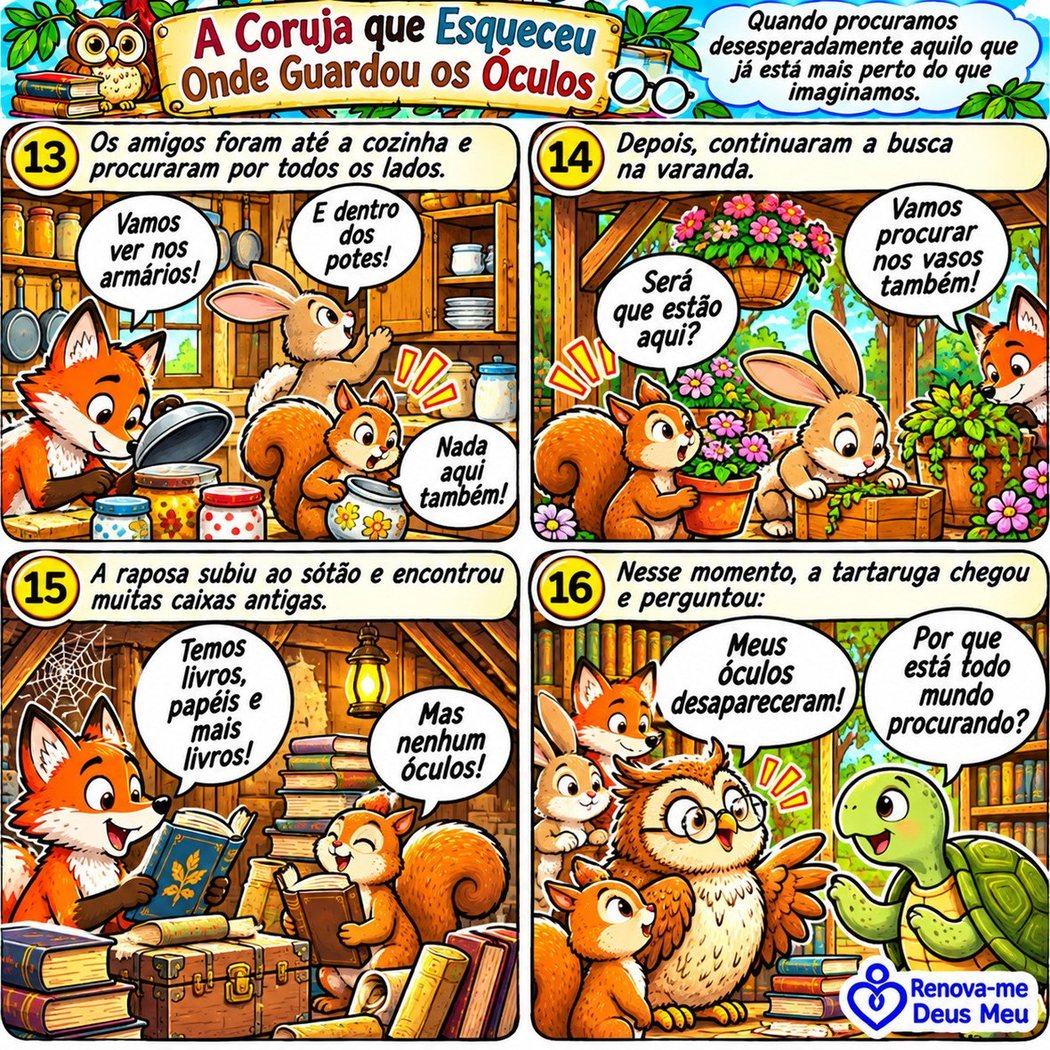 A Coruja que Esqueceu
Onde Guardou os Óculos
Quando procuramos
desesperadamente aquilo que
já está mais perto do que
imaginamos.
13
Os amigos foram até a cozinha e
procuraram por todos os lados.
Vamos
ver nos
armários!
E dentro
dos
potes!
Nada
aqui
também!
14
Depois, continuaram a busca
na varanda.
Será
que estão
aqui?
Vamos
procurar
nos vasos
também!
15
A raposa subiu ao sótão e encontrou
muitas caixas antigas.
Temos
livros,
papéis e
mais
livros!
Mas
nenhum
óculos!
16
Nesse momento, a tartaruga chegou
e perguntou:
Meus
óculos
desapareceram!
Por que
está todo
mundo
procurando?
Renova-me
Deus Meu